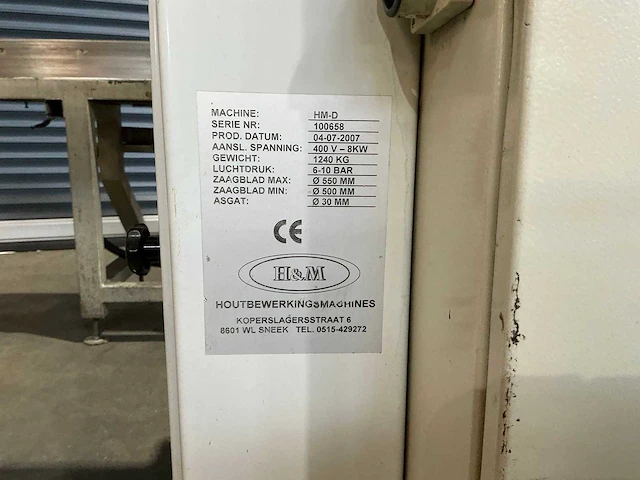 MACHINE: HM-D
SERIE NR: 100658
PROD. DATUM: 04-07-2007
AANSL. SPANNING: 400 V – 8KW
GEWICHT: 1240 KG
LUCHTDRUK: 6-10 BAR
ZAAGBLAD MAX: Ø 550 MM
ZAAGBLAD MIN: Ø 500 MM
ASGAT: Ø 30 MM
CE
H&M
HOUTBEWERKINGSMACHINES
KOPERSLAGERSSTRAAT 6
8601 WL SNEEK TEL. 0515-429272